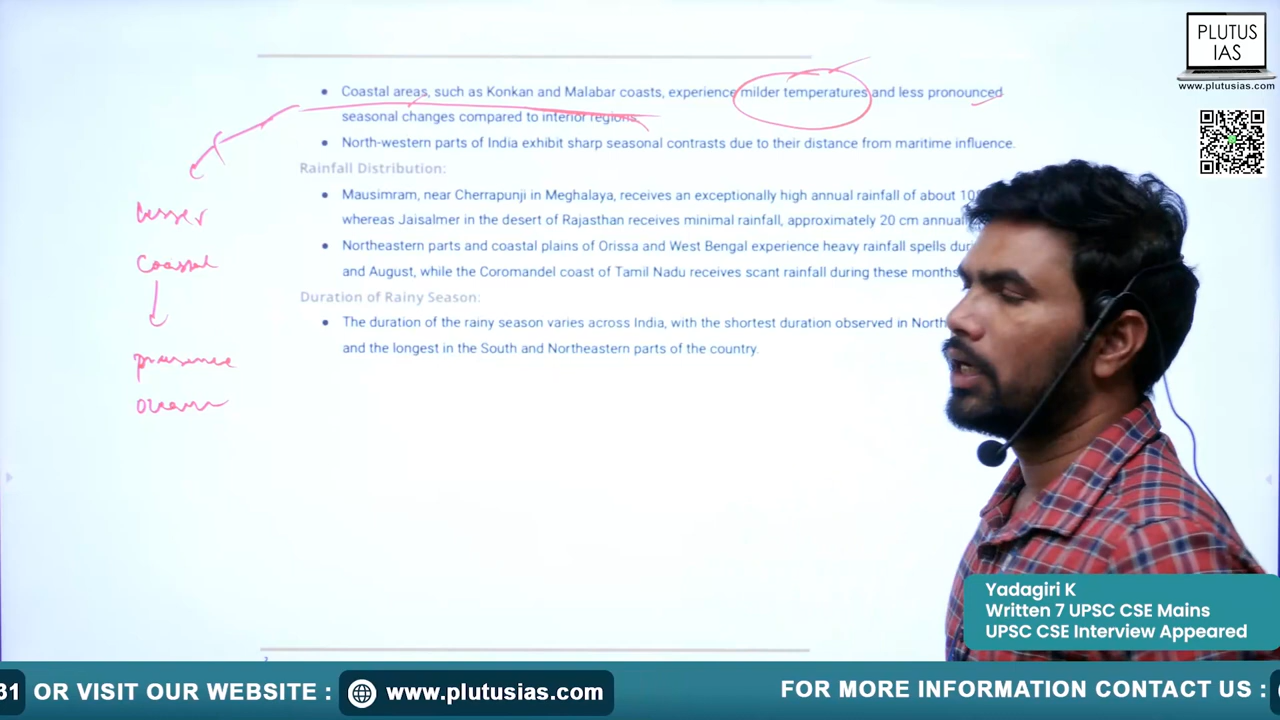 PLUTUS
IAS
www.plutusias.com
• Coastal areas, such as Konkan and Malabar coasts, experience milder temperatures and less pronounced
seasonal changes compared to interior regions.
• North-western parts of India exhibit sharp seasonal contrasts due to their distance from maritime influence.
Rainfall Distribution:
• Mausimram, near Cherrapunji in Meghalaya, receives an exceptionally high annual rainfall of about
whereas Jaisalmer in the desert of Rajasthan receives minimal rainfall, approximately 20 cm
• Northeastern parts and coastal plains of Orissa and West Bengal experience heavy rainfall spells
and August, while the Coromandel coast of Tamil Nadu receives scant rainfall during these months
Duration of Rainy Season:
• The duration of the rainy season varies across India, with the shortest duration observed in
and the longest in the South and Northeastern parts of the country.
lesser
coastal
presence
ocean
Yadagiri K
Written 7 UPSC CSE Mains
UPSC CSE Interview Appeared
31 OR VISIT OUR WEBSITE : www.plutusias.com FOR MORE INFORMATION CONTACT US :